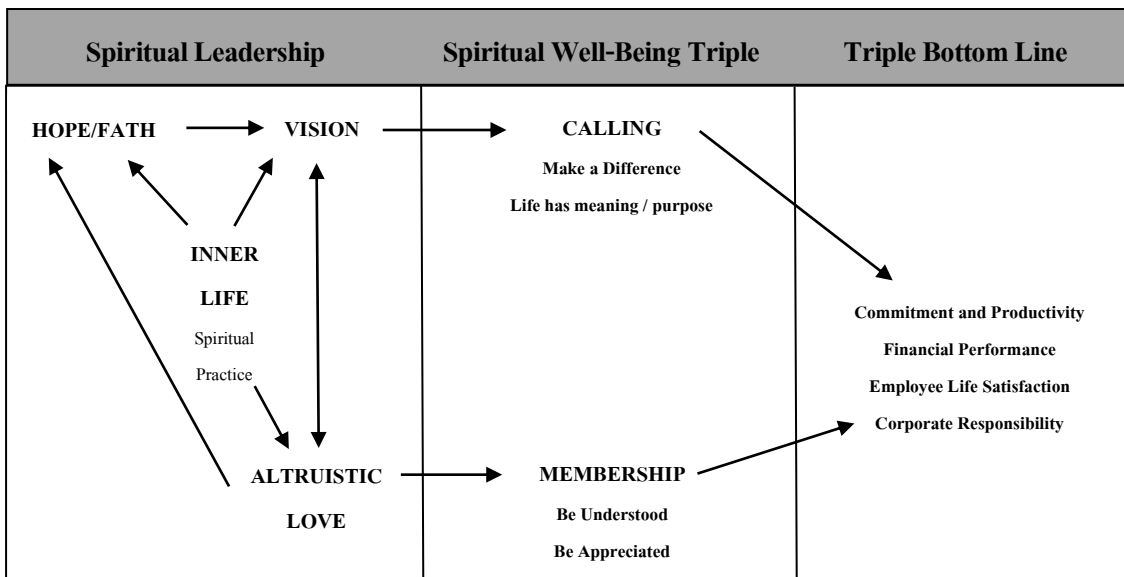 Spiritual Leadership
Spiritual Well-Being Triple
Triple Bottom Line
HOPE/FATH
VISION
INNER
LIFE
Spiritual
Practice
ALTRUISTIC
LOVE
CALLING
Make a Difference
Life has meaning / purpose
MEMBERSHIP
Be Understood
Be Appreciated
Commitment and Productivity
Financial Performance
Employee Life Satisfaction
Corporate Responsibility